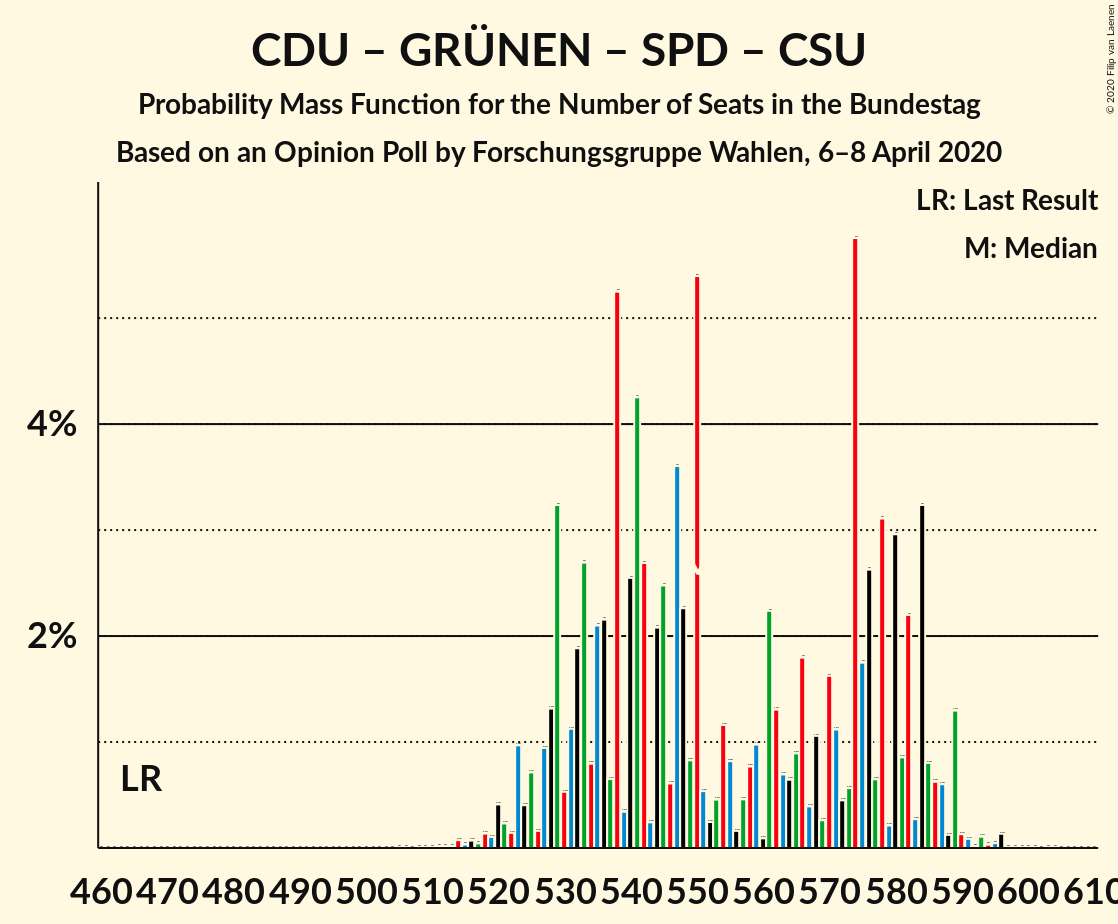 CDU – GRÜNEN – SPD – CSU
Probability Mass Function for the Number of Seats in the Bundestag
Based on an Opinion Poll by Forschungsgruppe Wahlen, 6–8 April 2020
© 2020 Filip van Laenen
LR: Last Result
M: Median
4%
2%
LR
460 470 480 490 500 510 520 530 540 550 560 570 580 590 600 610